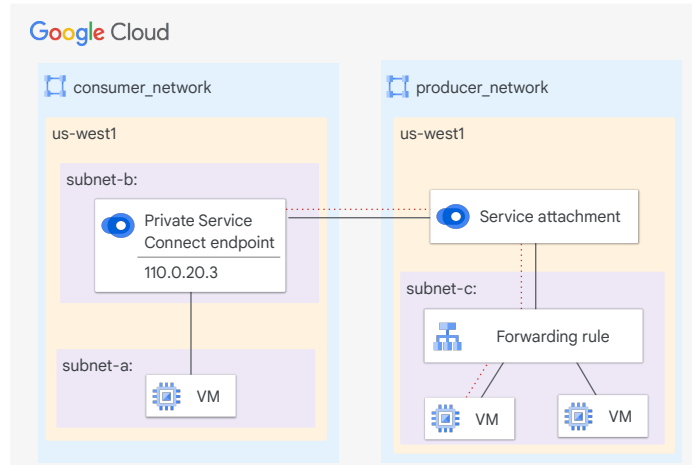 Google Cloud
consumer_network
us-west1
subnet-b:
Private Service
Connect endpoint
110.0.20.3
subnet-a:
VM
producer_network
us-west1
Service attachment
subnet-c:
Forwarding rule
VM
VM